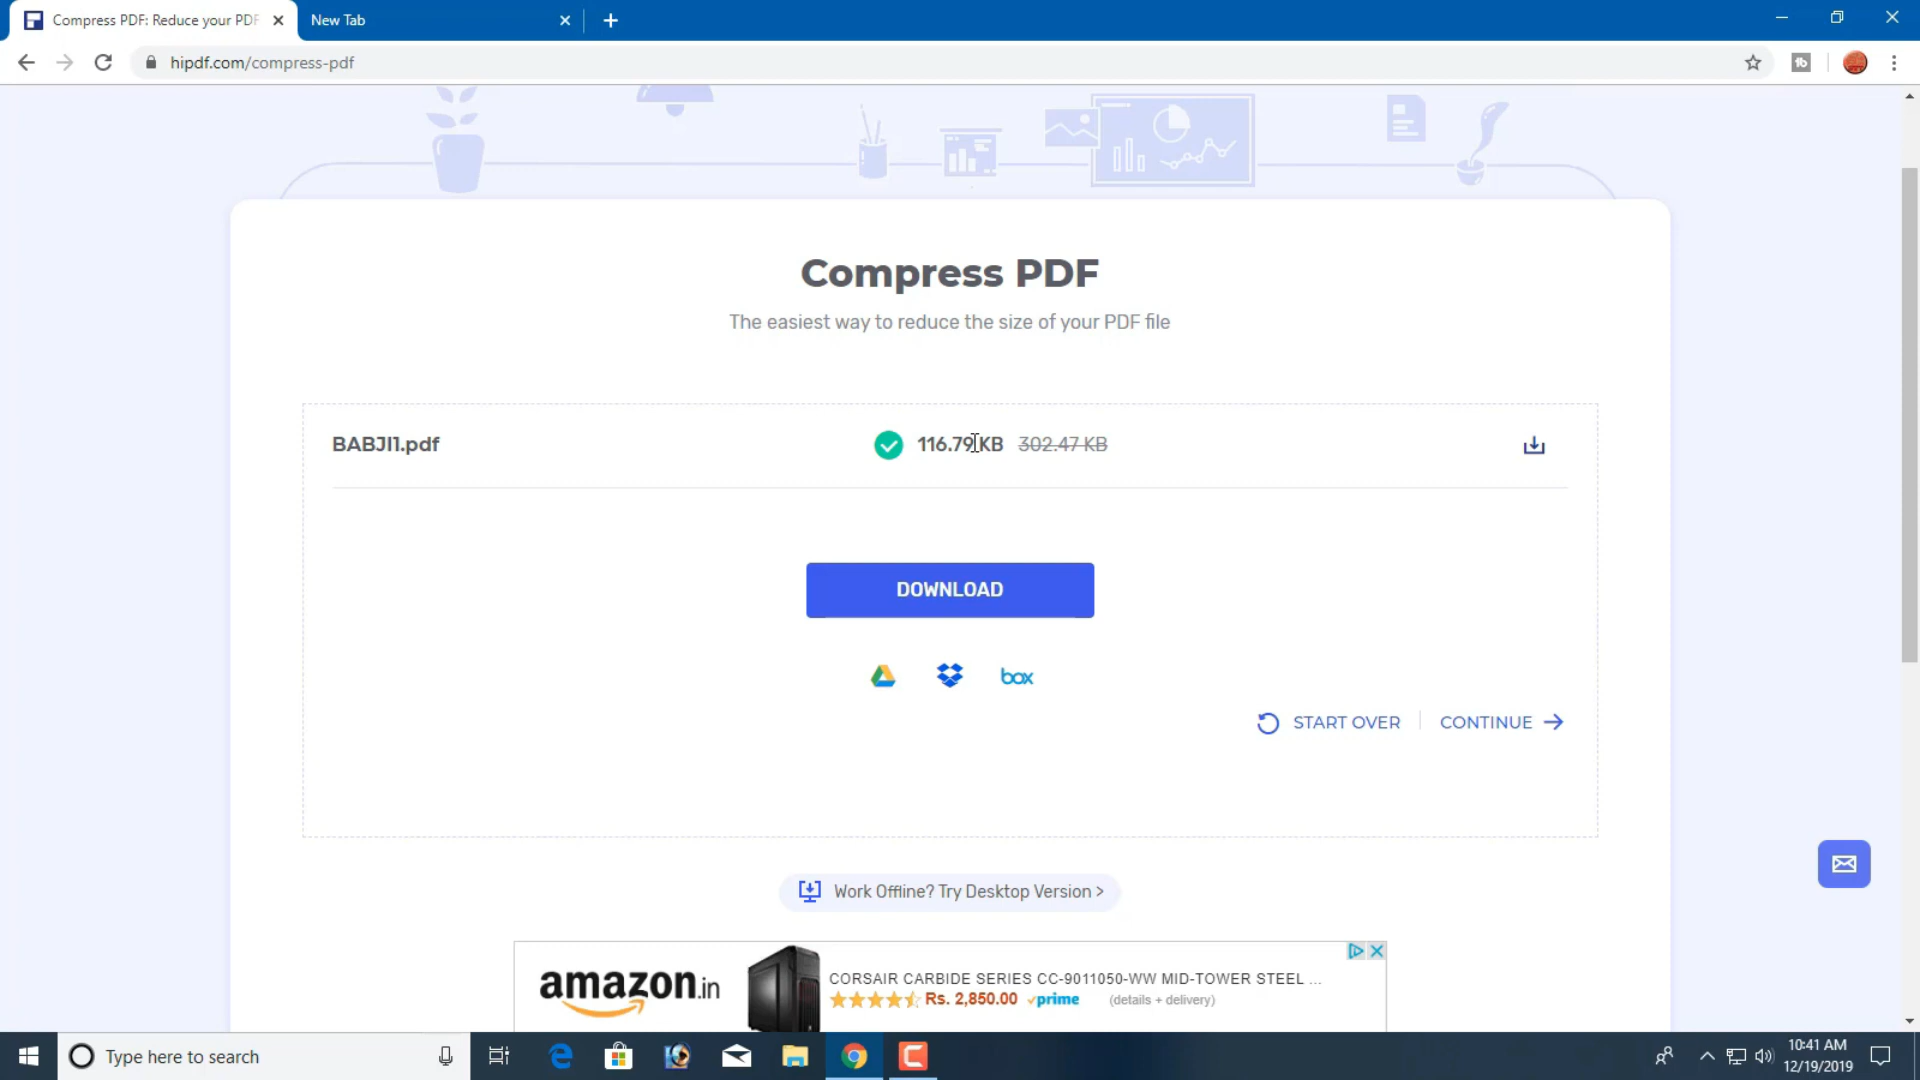 Compress PDF: Reduce your PDF
New Tab
hipdf.com/compress-pdf
Compress PDF
The easiest way to reduce the size of your PDF file
BABJI1.pdf
116.79 KB 302.47 KB
DOWNLOAD
box
START OVER
CONTINUE
Work Offline? Try Desktop Version >
amazon.in
CORSAIR CARBIDE SERIES CC-9011050-WW MID-TOWER STEEL ...
Rs. 2,850.00 prime (details + delivery)
Type here to search
10:41 AM
12/19/2019